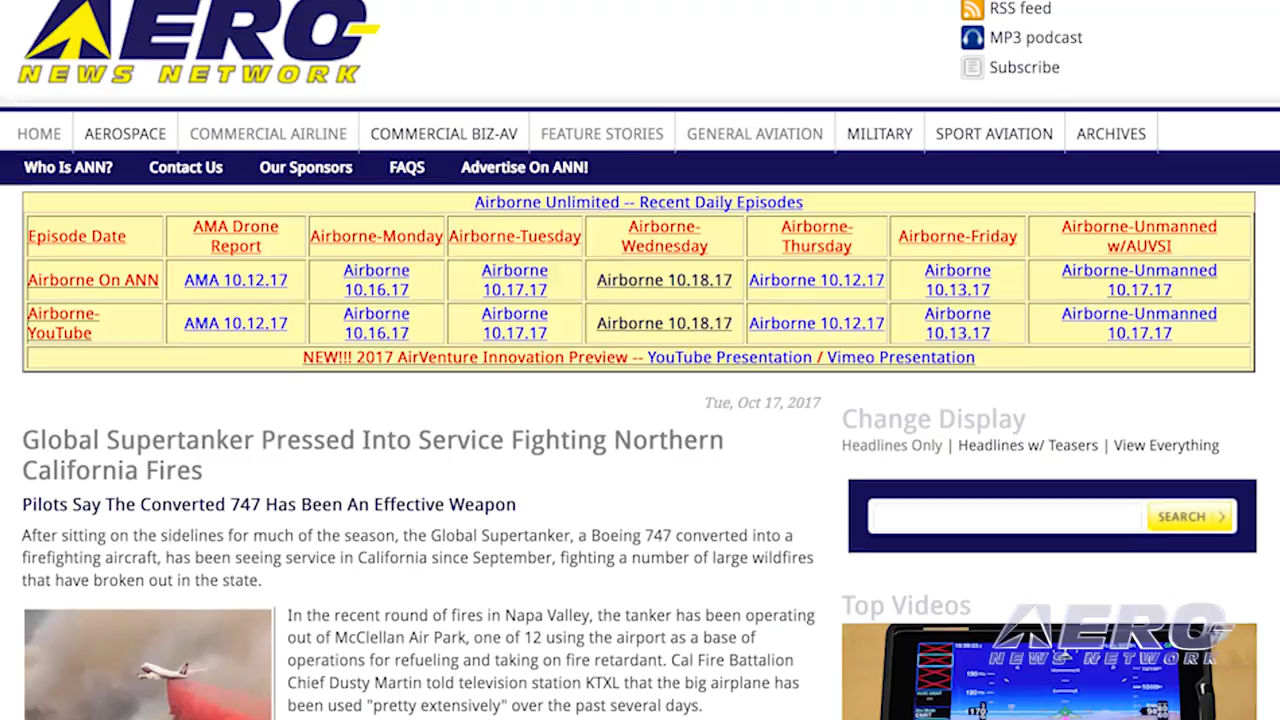 AERO
NEWS NETWORK
RSS feed
MP3 podcast
Subscribe
HOME AEROSPACE COMMERCIAL AIRLINE COMMERCIAL BIZ-AV FEATURE STORIES GENERAL AVIATION MILITARY SPORT AVIATION ARCHIVES
Who Is ANN? Contact Us Our Sponsors FAQS Advertise On ANN!
Airborne Unlimited -- Recent Daily Episodes
Episode Date
AMA Drone
Report
Airborne-Monday
Airborne-Tuesday
Airborne-
Wednesday
Airborne-
Thursday
Airborne-Friday
Airborne-Unmanned
w/AUVSI
Airborne On ANN
AMA 10.12.17
Airborne
10.16.17
Airborne
10.17.17
Airborne 10.18.17
Airborne 10.12.17
Airborne
10.13.17
Airborne-Unmanned
10.17.17
Airborne-
YouTube
AMA 10.12.17
Airborne
10.16.17
Airborne
10.17.17
Airborne 10.18.17
Airborne 10.12.17
Airborne
10.13.17
Airborne-Unmanned
10.17.17
NEW!!! 2017 AirVenture Innovation Preview -- YouTube Presentation / Vimeo Presentation
Tue, Oct 17, 2017
Global Supertanker Pressed Into Service Fighting Northern
California Fires
Pilots Say The Converted 747 Has Been An Effective Weapon
After sitting on the sidelines for much of the season, the Global Supertanker, a Boeing 747 converted into a
firefighting aircraft, has been seeing service in California since September, fighting a number of large wildfires
that have broken out in the state.
In the recent round of fires in Napa Valley, the tanker has been operating
out of McClellan Air Park, one of 12 using the airport as a base of
operations for refueling and taking on fire retardant. Cal Fire Battalion
Chief Dusty Martin told television station KTXL that the big airplane has
been used "pretty extensively" over the past several days.
Change Display
Headlines Only | Headlines w/ Teasers | View Everything
SEARCH
Top Videos
AERO
NEWS NETWORK